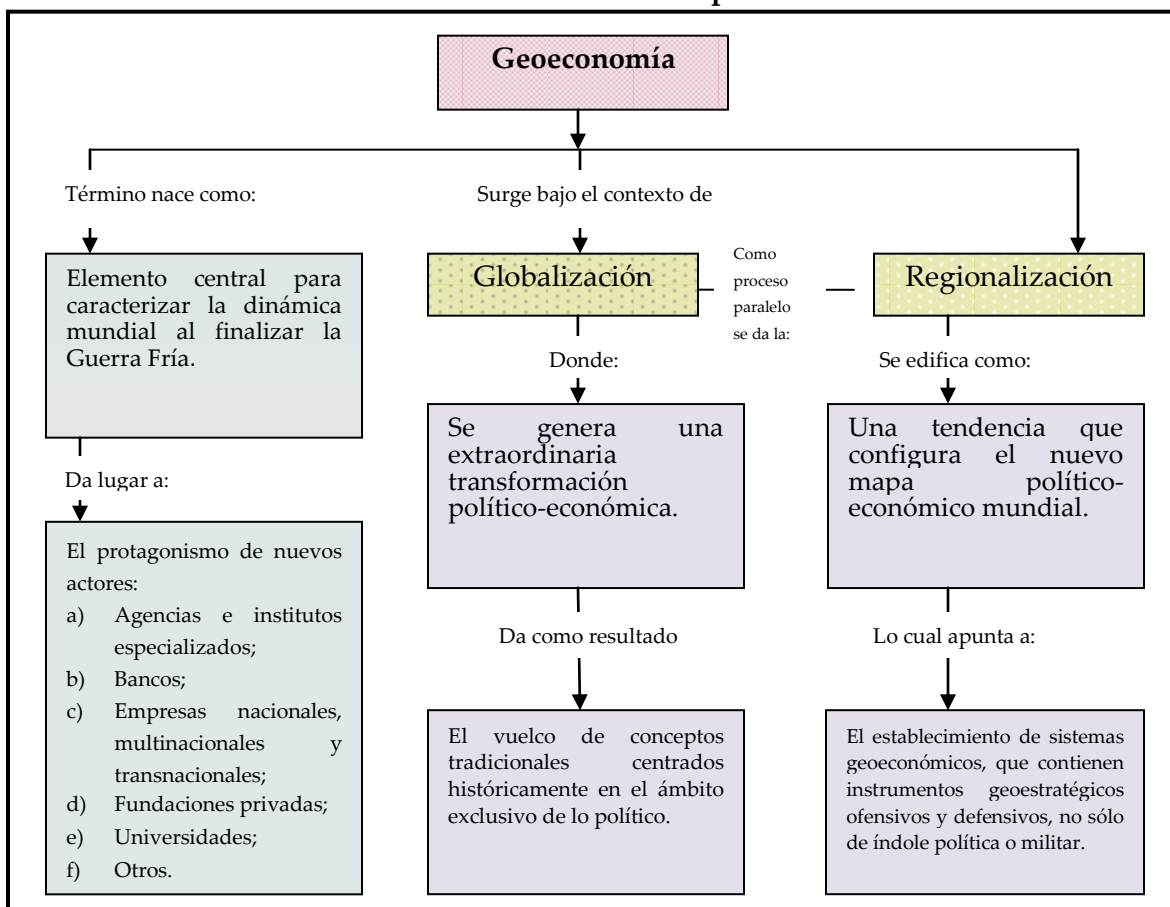 Geoeconomía
Término nace como:
Elemento central para
caracterizar la dinámica
mundial al finalizar la
Guerra Fría.
Da lugar a:
El protagonismo de nuevos
actores:
a) Agencias e institutos
especializados;
b) Bancos;
c) Empresas nacionales,
multinacionales y
transnacionales;
d) Fundaciones privadas;
e) Universidades;
f) Otros.
Surge bajo el contexto de
Globalización
Como
proceso
paralelo
se da la:
Regionalización
Donde:
Se genera una
extraordinaria
transformación
político-económica.
Da como resultado
El vuelco de conceptos
tradicionales centrados
históricamente en el ámbito
exclusivo de lo político.
Se edifica como:
Una tendencia que
configura el nuevo
mapa político-
económico mundial.
Lo cual apunta a:
El establecimiento de sistemas
geoeconómicos, que contienen
instrumentos geoestratégicos
ofensivos y defensivos, no sólo
de índole política o militar.